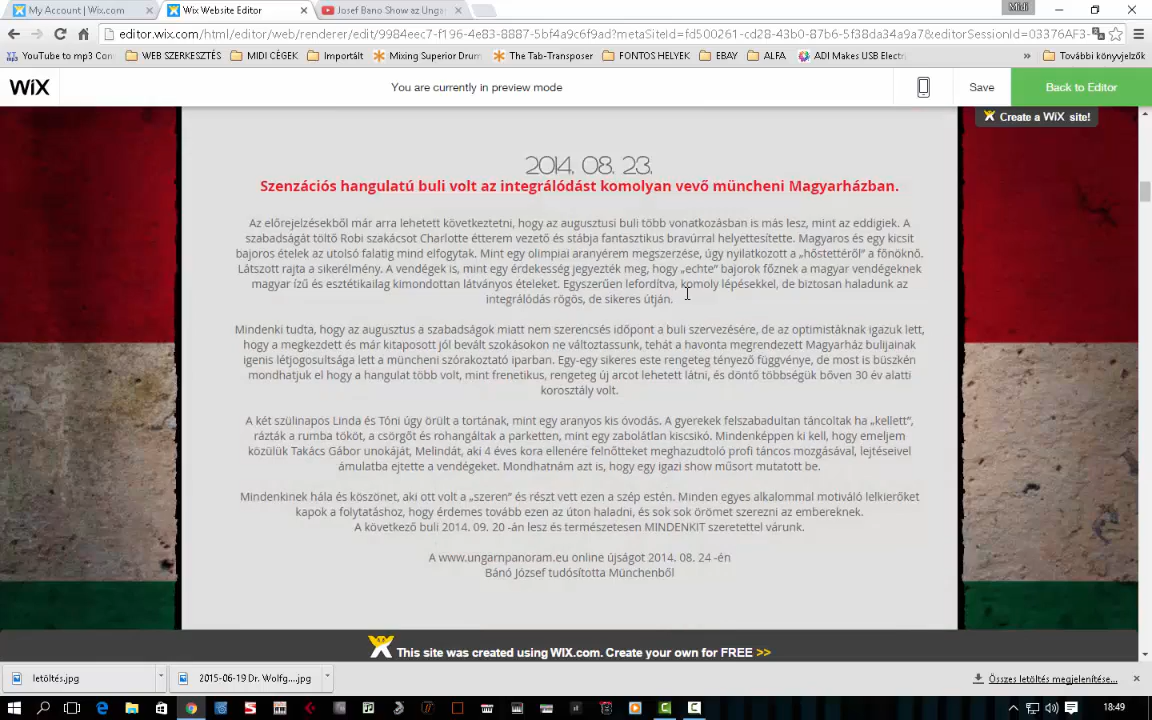 My Account | Wix.com
Wix Website Editor
Josef Bano Show az Unga
Midi
editor.wix.com/html/editor/web/renderer/edit/9984eec7-f196-4e83-8887-5bf4a9c6f9ad?metaSiteId=fd500261-cd28-43b0-87b6-5f38da34a9a7&editorSessionId=03376AF3-
YouTube to mp3 Con
WEB SZERKESZTÉS
MIDI CÉGEK
Importált
Mixing Superior Drum
The Tab-Transposer
FONTOS HELYEK
EBAY
ALFA
ADI Makes USB Electr
»
További könyvjelzők
WiX
You are currently in preview mode
Save
Back to Editor
Create a WiX site!
2014. 08. 23.
Szenzációs hangulatú buli volt az integrálódást komolyan vevő müncheni Magyarházban.
Az előrejelzésekből már arra lehetett következtetni, hogy az augusztusi buli több vonatkozásban is más lesz, mint az eddigiek. A
szabadságát töltő Robi szakácsot Charlotte étterem vezető és stábja fantasztikus bravúrral helyettesítette. Magyaros és egy kicsit
bajoros ételek az utolsó falatig mind elfogytak. Mint egy olimpiai aranyérem megszerzése, úgy nyilatkozott a „hőstettéről” a főnöknő.
Látszott rajta a sikerélmény. A vendégek is, mint egy érdekesség jegyezték meg, hogy „echte” bajorok főznek a magyar vendégeknek
magyar ízű és esztétikailag kimondottan látványos ételeket. Egyszerűen lefordítva, komoly lépésekkel, de biztosan haladunk az
integrálódás rögös, de sikeres útján.
Mindenki tudta, hogy az augusztus a szabadságok miatt nem szerencsés időpont a buli szervezésére, de az optimistáknak igazuk lett,
hogy a megkezdett és már kitaposott jól bevált szokásokon ne változtassunk, tehát a havonta megrendezett Magyarház bulijainak
igenis létjogosultsága lett a müncheni szórakoztató iparban. Egy-egy sikeres este rengeteg tényező függvénye, de most is büszkén
mondhatjuk el hogy a hangulat több volt, mint frenetikus, rengeteg új arcot lehetett látni, és döntő többségük bőven 30 év alatti
korosztály volt.
A két szülinapos Linda és Tóni úgy örült a tortának, mint egy aranyos kis óvodás. A gyerekek felszabadultan táncoltak ha „kellett”,
rázták a rumba tököt, a csörgőt és rohangáltak a parketten, mint egy zabolátlan kiscsikó. Mindenképpen ki kell, hogy emeljem
közülük Takács Gábor unokáját, Melindát, aki 4 éves kora ellenére felnőtteket meghazudtoló profi táncos mozgásával, lejtéseivel
ámulatba ejtette a vendégeket. Mondhatnám azt is, hogy egy igazi show műsort mutatott be.
Mindenkinek hála és köszönet, aki ott volt a „szeren” és részt vett ezen a szép estén. Minden egyes alkalommal motiváló lelkierőket
kapok a folytatáshoz, hogy érdemes tovább ezen az úton haladni, és sok sok örömet szerezni az embereknek.
A következő buli 2014. 09. 20 -án lesz és természetesen MINDENKIT szeretettel várunk.
A www.ungarnpanoram.eu online újságot 2014. 08. 24 -én
Bánó József tudósította Münchenből
This site was created using WIX.com. Create your own for FREE >>
letöltés.jpg
2015-06-19 Dr. Wolfg....jpg
Összes letöltés megjelenítése...
18:49